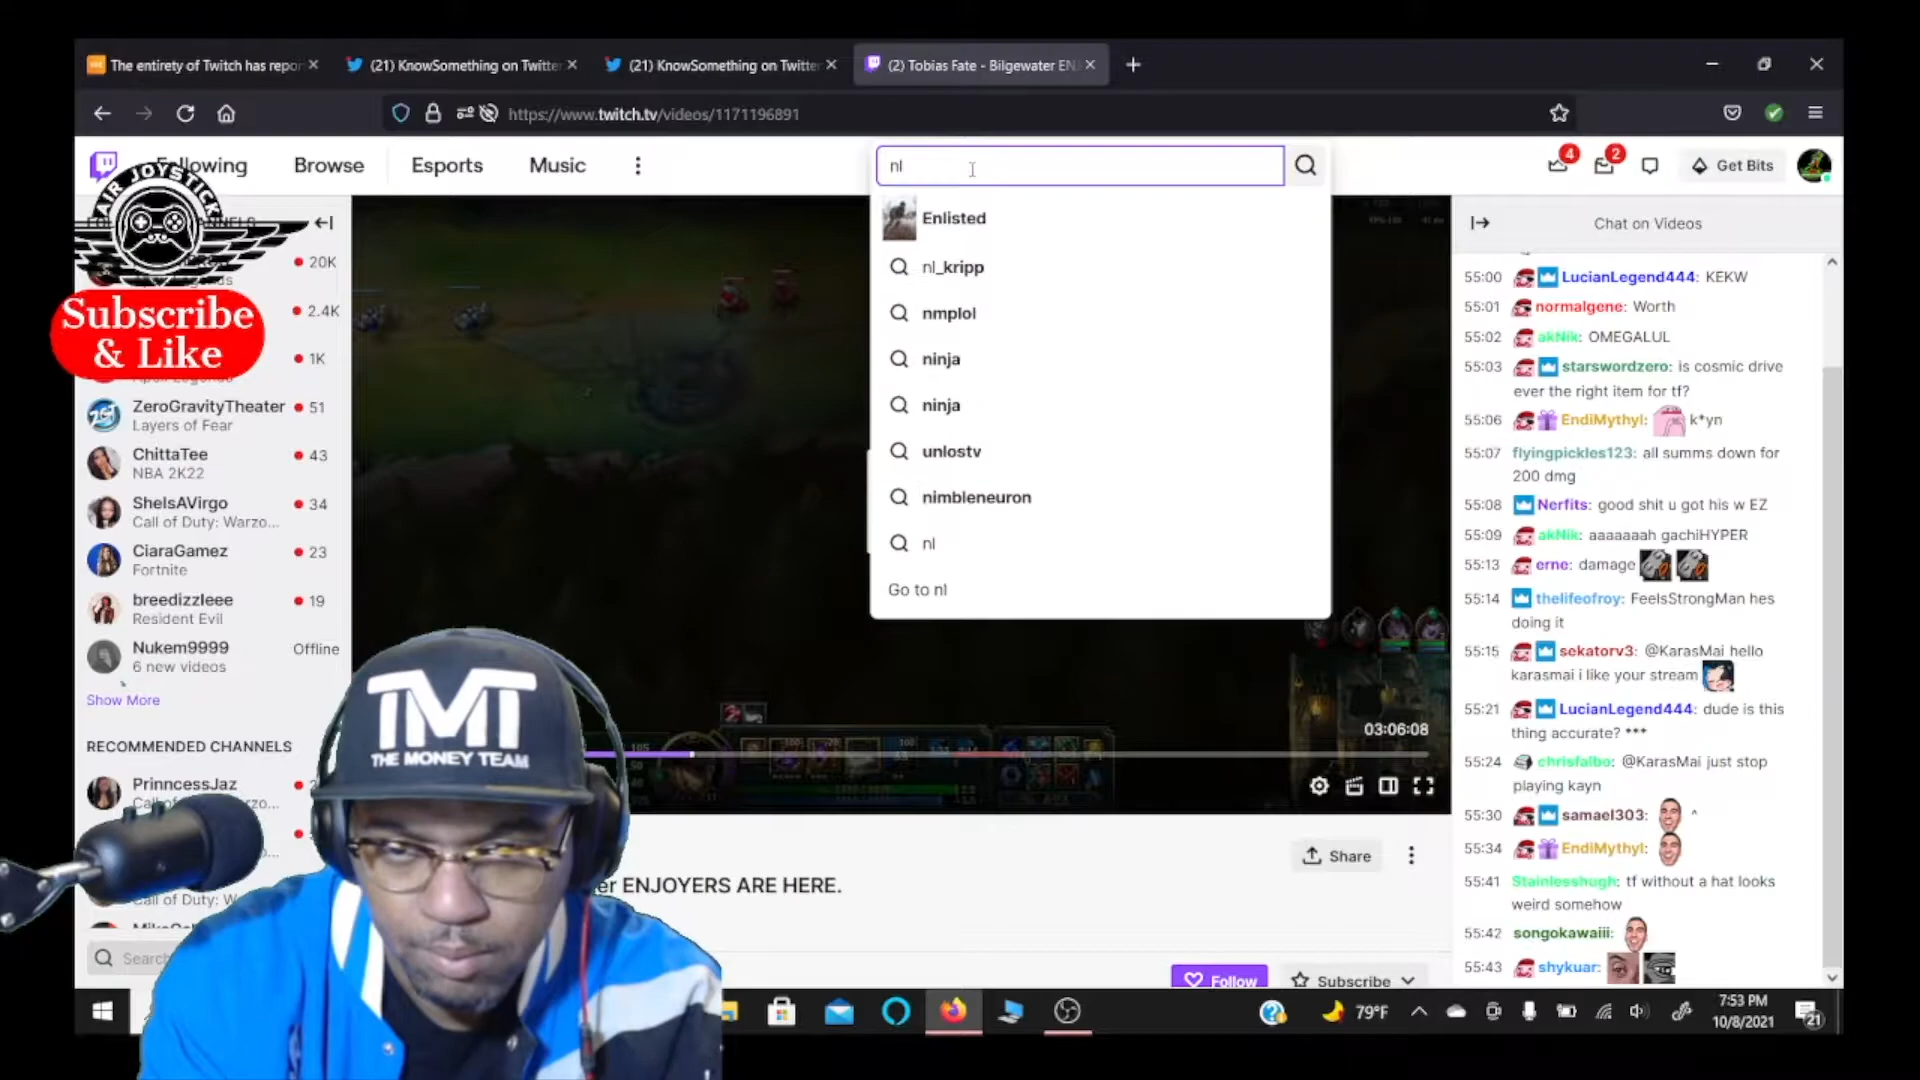 The entirety of Twitch has repor
(21) KnowSomething on Twitte
(21) KnowSomething on Twitte
(2) Tobias Fate - Bilgewater EN
https://www.twitch.tv/videos/1171196891
Following
Browse
Esports
Music
nl
4
2
Get Bits
AIR JOYSTICK
Subscribe
& Like
20K
2.4K
1K
ZeroGravityTheater
51
Layers of Fear
ChittaTee
43
NBA 2K22
SheIsAVirgo
34
Call of Duty: Warzo...
CiaraGamez
23
Fortnite
breedizzleee
19
Resident Evil
Nukem9999
Offline
6 new videos
Show More
RECOMMENDED CHANNELS
PrinncessJaz
Call of Duty: W
Search
Enlisted
nl_kripp
nmplol
ninja
ninja
unlostv
nimbleneuron
nl
Go to nl
03:06:08
Share
er ENJOYERS ARE HERE.
Follow
Subscribe
TMT
THE MONEY TEAM
Chat on Videos
55:00 LucianLegend444: KEKW
55:01 normalgene: Worth
55:02 akNik: OMEGALUL
55:03 starswordzero: is cosmic drive
ever the right item for tf?
55:06 EndiMythyl: k*yn
55:07 flyingpickles123: all summs down for
200 dmg
55:08 Nerfits: good shit u got his w EZ
55:09 akNik: aaaaaaah gachiHYPER
55:13 erne: damage
55:14 thelifeofroy: FeelsStrongMan hes
doing it
55:15 sekatorv3: @KarasMai hello
karasmai i like your stream
55:21 LucianLegend444: dude is this
thing accurate? ***
55:24 chrisfalbo: @KarasMai just stop
playing kayn
55:30 samael303: ^
55:34 EndiMythyl:
55:41 Stainlesshugh: tf without a hat looks
weird somehow
55:42 songokawaiii:
55:43 shykuar:
79°F
7:53 PM
10/8/2021
21